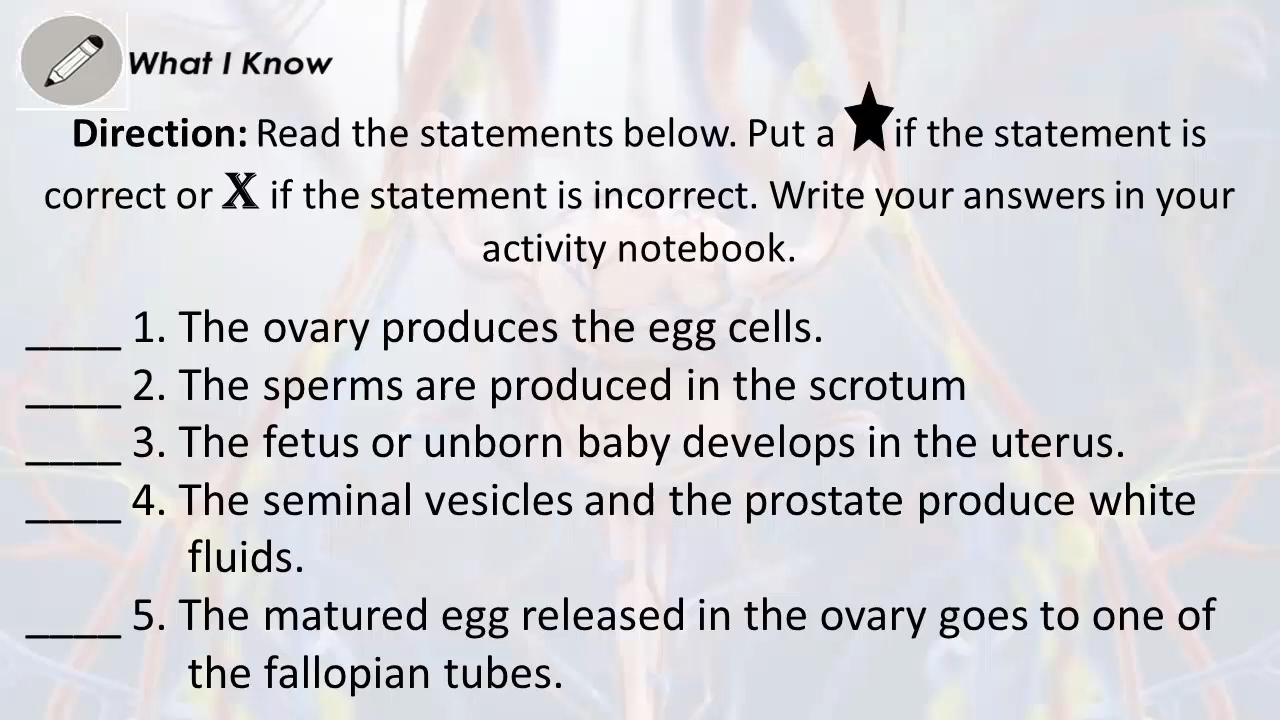 What I Know
Direction: Read the statements below. Put a ★ if the statement is
correct or X if the statement is incorrect. Write your answers in your
activity notebook.
____ 1. The ovary produces the egg cells.
____ 2. The sperms are produced in the scrotum
____ 3. The fetus or unborn baby develops in the uterus.
____ 4. The seminal vesicles and the prostate produce white
fluids.
____ 5. The matured egg released in the ovary goes to one of
the fallopian tubes.